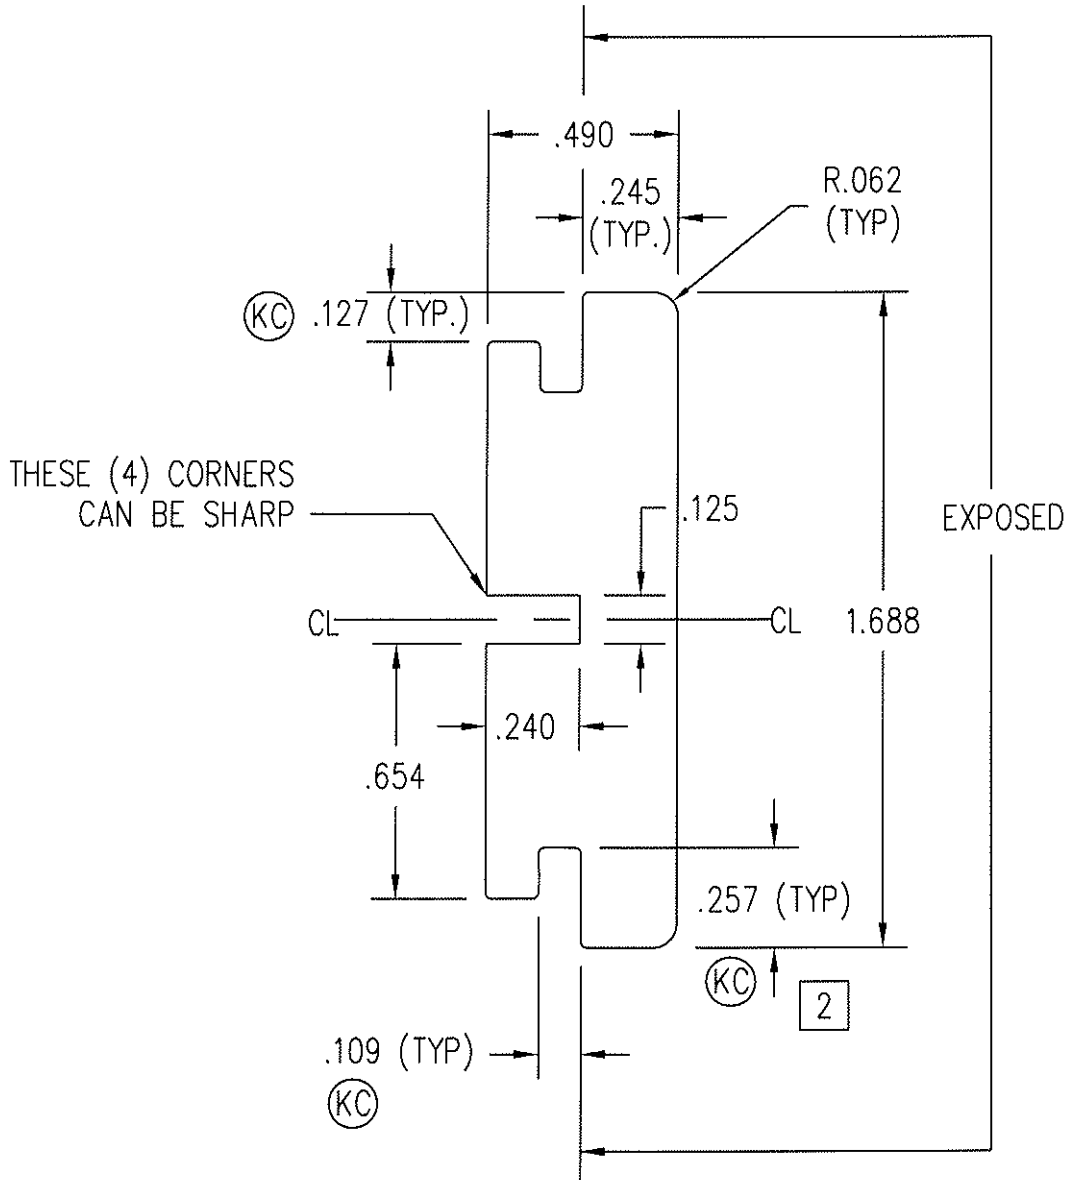 .490
.245
(TYP.)
R.062
(TYP)
KC .127 (TYP.)
THESE (4) CORNERS
CAN BE SHARP
.125
EXPOSED
CL CL
1.688
.240
.654
.257 (TYP)
KC
2
.109 (TYP)
KC